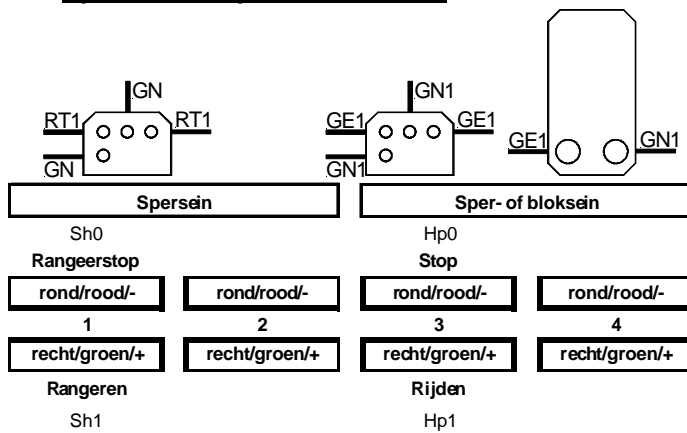 GN GN1
RT1 RT1 GE1 GE1
GE1 GN1
GN GN1
Spersein Sper- of bloksein
Sh0 Hp0
Rangeerstop Stop
rond/rood/- rond/rood/- rond/rood/- rond/rood/-
1 2 3 4
recht/groen/+ recht/groen/+ recht/groen/+ recht/groen/+
Rangeren Rijden
Sh1 Hp1